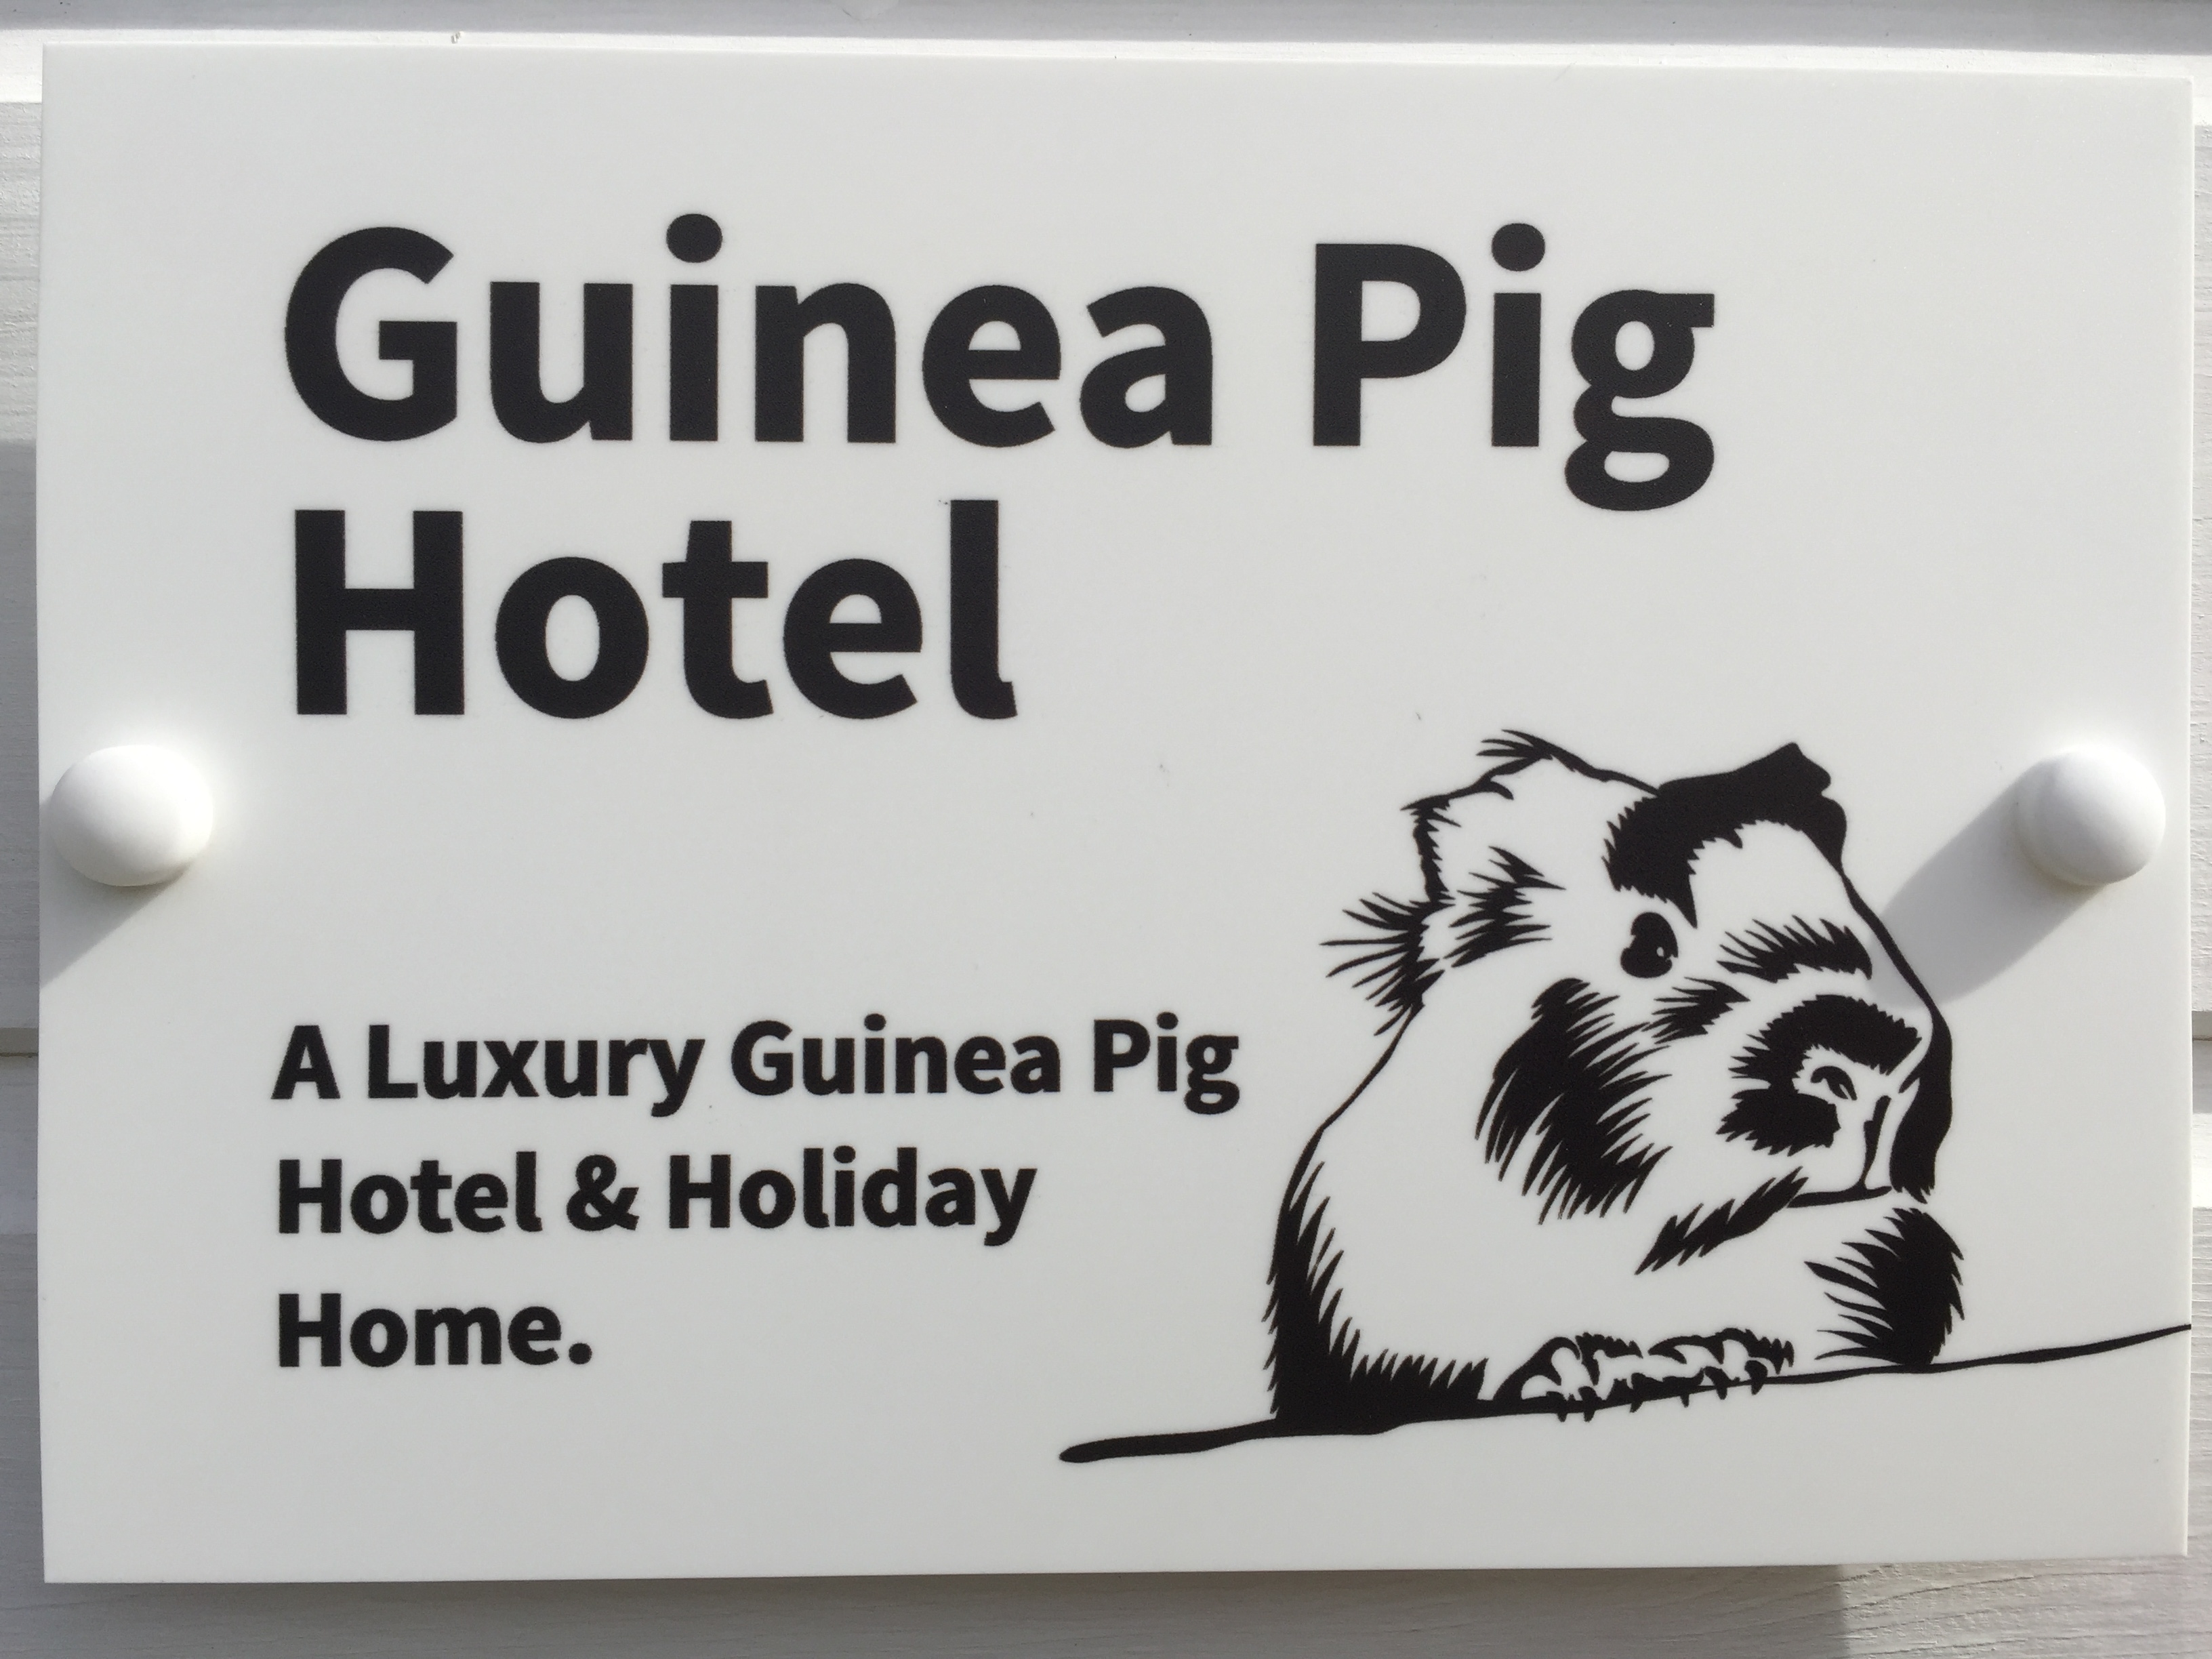 Guinea Pig
Hotel
A Luxury Guinea Pig
Hotel & Holiday
Home.